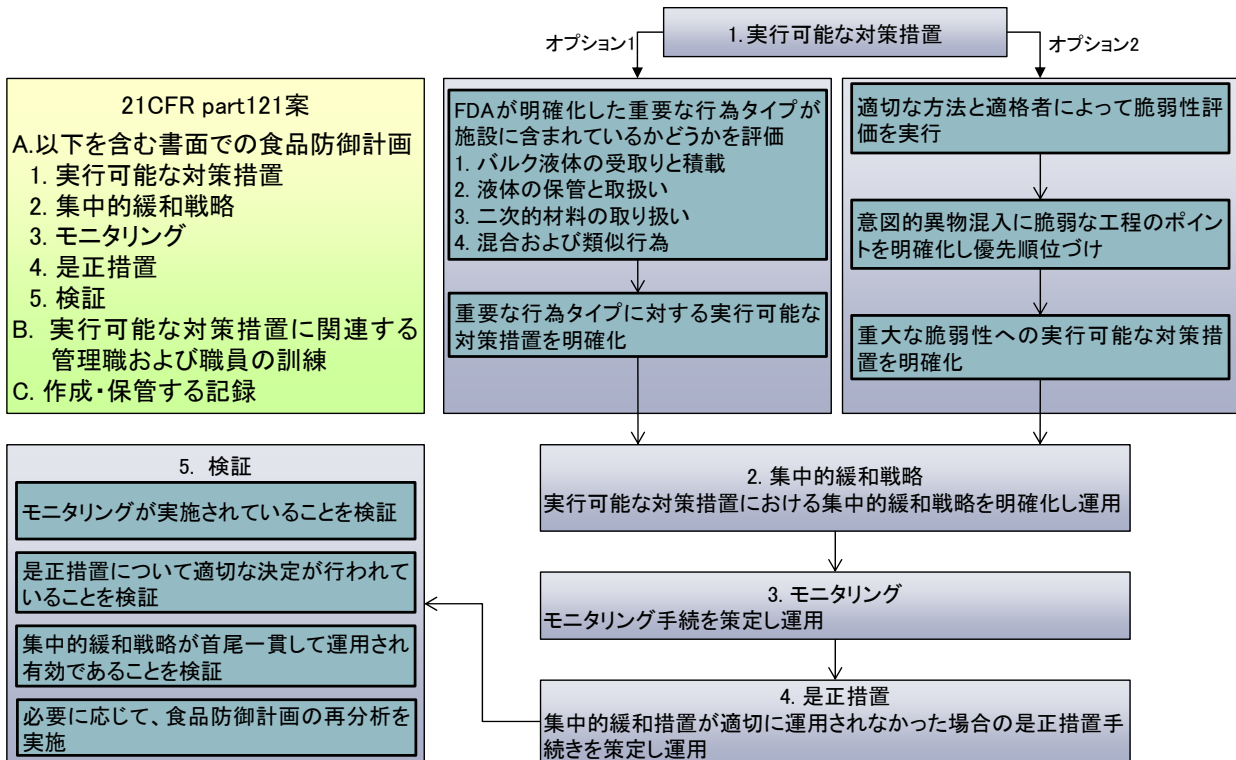 1.実行可能な対策措置
オプション1
オプション2
21CFR part121案
A.以下を含む書面での食品防御計画
1. 実行可能な対策措置
2. 集中的緩和戦略
3. モニタリング
4. 是正措置
5. 検証
B. 実行可能な対策措置に関連する
管理職および職員の訓練
C. 作成・保管する記録
FDAが明確化した重要な行為タイプが
施設に含まれているかどうかを評価
1. バルク液体の受取りと積載
2. 液体の保管と取扱い
3. 二次的材料の取り扱い
4. 混合および類似行為
重要な行為タイプに対する実行可能な
対策措置を明確化
適切な方法と適格者によって脆弱性評
価を実行
意図的異物混入に脆弱な工程のポイン
トを明確化し優先順位づけ
重大な脆弱性への実行可能な対策措
置を明確化
2. 集中的緩和戦略
実行可能な対策措置における集中的緩和戦略を明確化し運用
3. モニタリング
モニタリング手続を策定し運用
4. 是正措置
集中的緩和措置が適切に運用されなかった場合の是正措置手
続きを策定し運用
5. 検証
モニタリングが実施されていることを検証
是正措置について適切な決定が行われて
いることを検証
集中的緩和戦略が首尾一貫して運用され
有効であることを検証
必要に応じて、食品防御計画の再分析を
実施